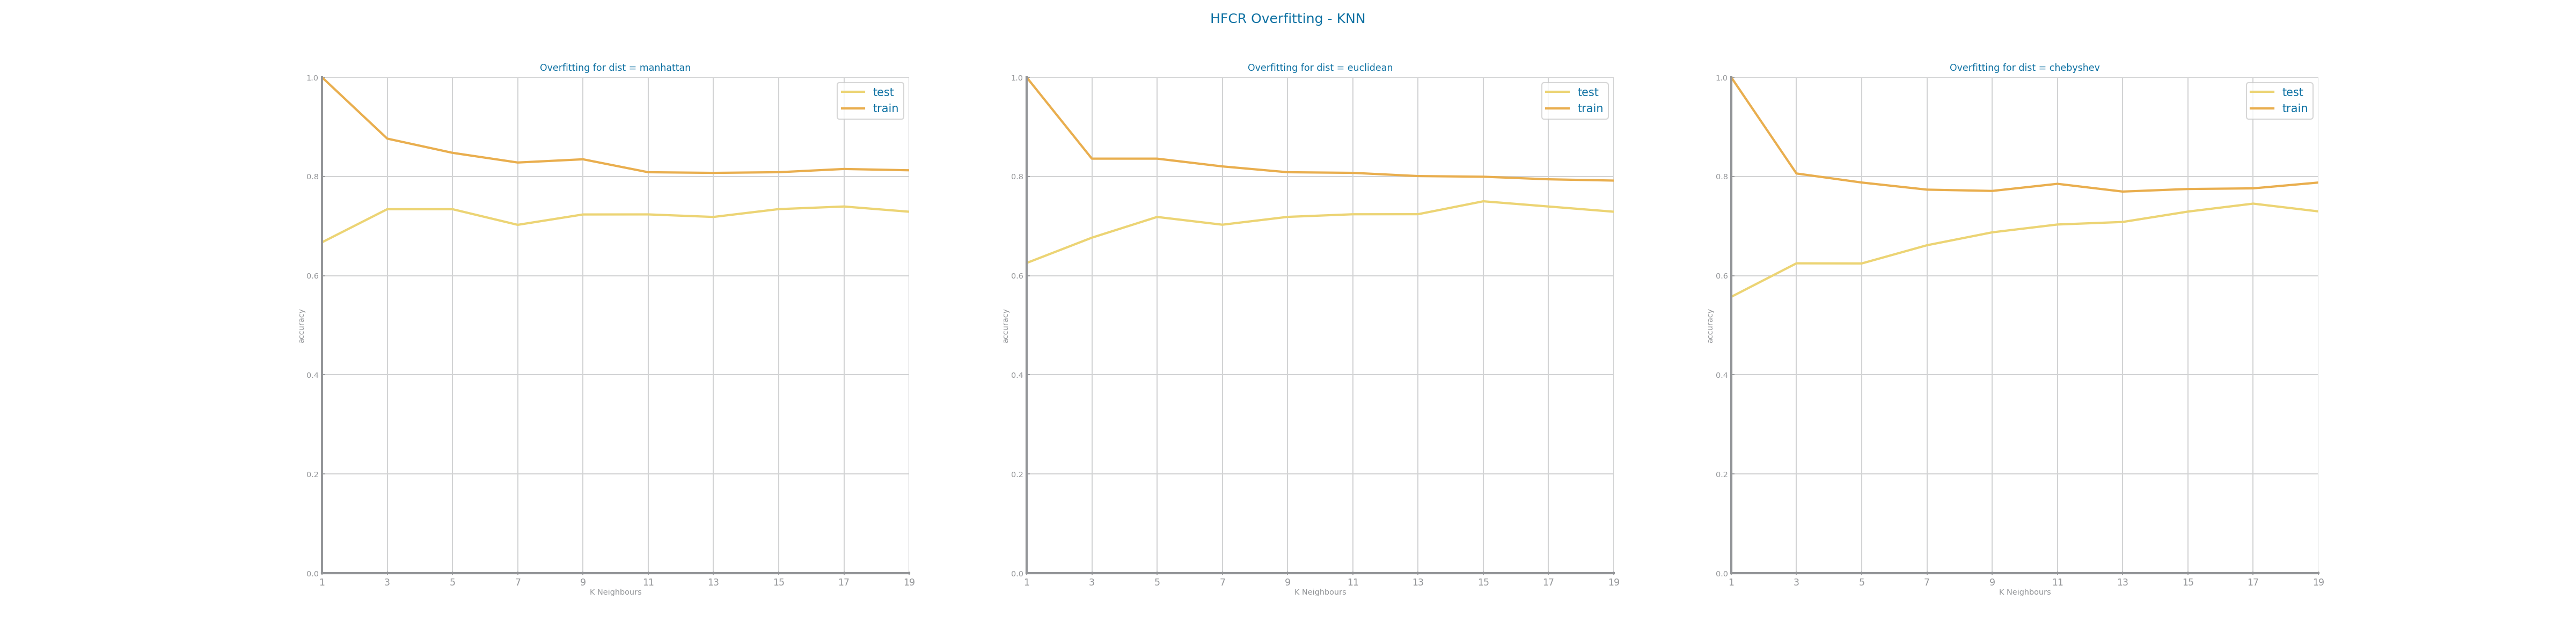 HFCR Overfitting - KNN
Overfitting for dist = manhattan
1.0
0.8
0.6
0.4
0.2
0.0
accuracy
test
train
1 3 5 7 9 11 13 15 17 19
K Neighbours
Overfitting for dist = euclidean
1.0
0.8
0.6
0.4
0.2
0.0
accuracy
test
train
1 3 5 7 9 11 13 15 17 19
K Neighbours
Overfitting for dist = chebyshev
1.0
0.8
0.6
0.4
0.2
0.0
accuracy
test
train
1 3 5 7 9 11 13 15 17 19
K Neighbours